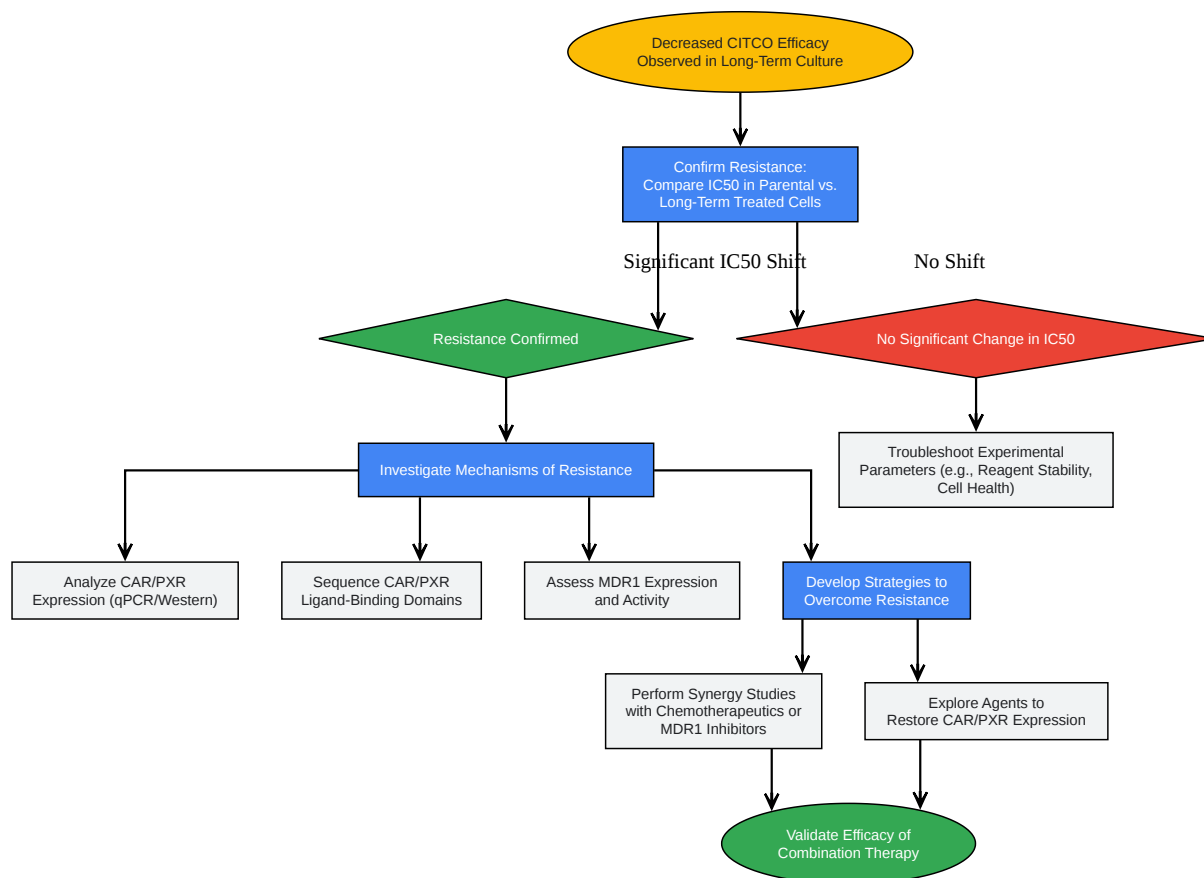 Decreased CITCO Efficacy
Observed in Long-Term Culture
Confirm Resistance:
Compare IC50 in Parental vs.
Long-Term Treated Cells
Significant IC50 Shift
No Shift
Resistance Confirmed
No Significant Change in IC50
Troubleshoot Experimental
Parameters (e.g., Reagent Stability,
Cell Health)
Investigate Mechanisms of Resistance
Analyze CAR/PXR
Expression (qPCR/Western)
Sequence CAR/PXR
Ligand-Binding Domains
Assess MDR1 Expression
and Activity
Develop Strategies to
Overcome Resistance
Perform Synergy Studies
with Chemotherapeutics or
MDR1 Inhibitors
Explore Agents to
Restore CAR/PXR Expression
Validate Efficacy of
Combination Therapy